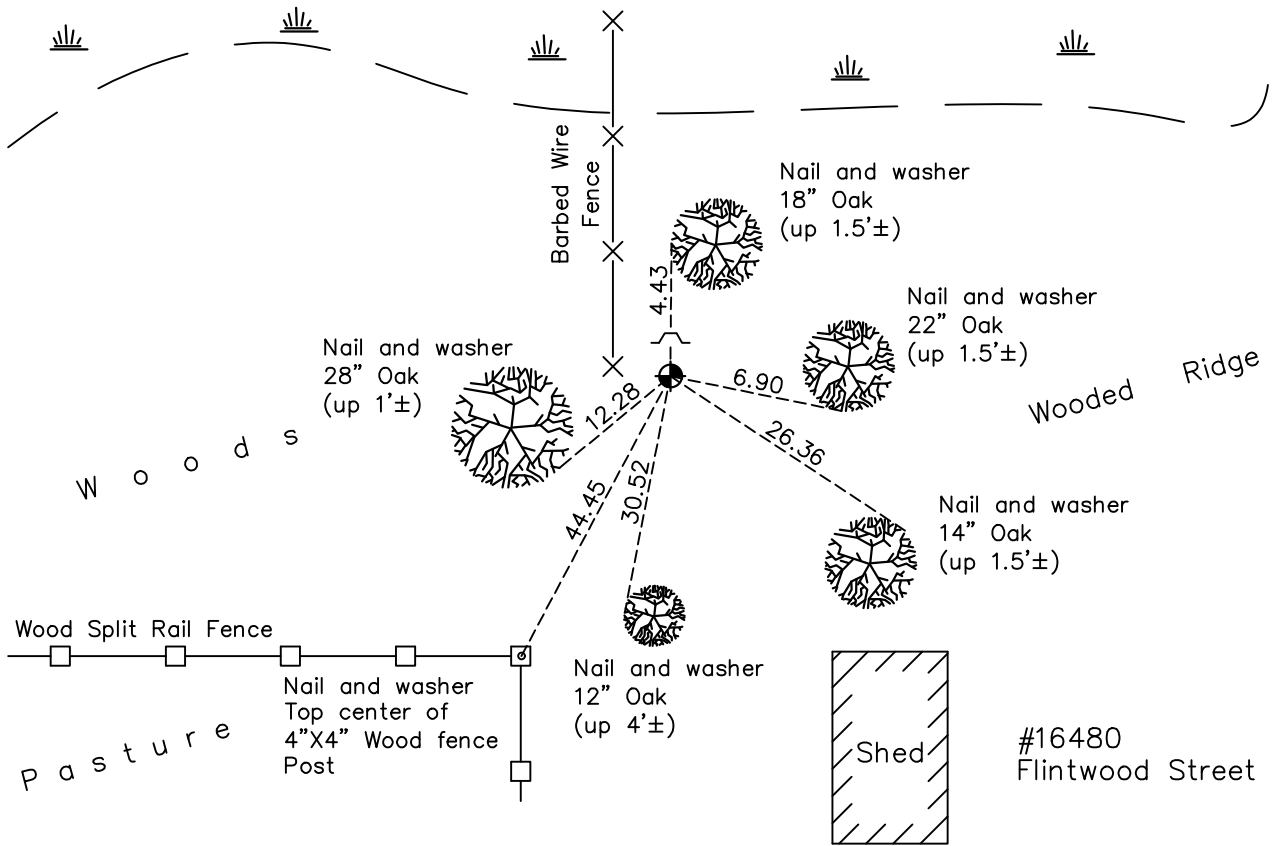 Barbed Wire
Fence
Nail and washer
18" Oak
(up 1.5'±)
4.43
Nail and washer
22" Oak
(up 1.5'±)
Wooded Ridge
Nail and washer
28" Oak
(up 1'±)
12.28
6.90
26.36
Woods
44.45
30.52
Nail and washer
14" Oak
(up 1.5'±)
Wood Split Rail Fence
Nail and washer
Top center of
4"X4" Wood fence
Post
Nail and washer
12" Oak
(up 4'±)
Pasture
Shed
#16480
Flintwood Street